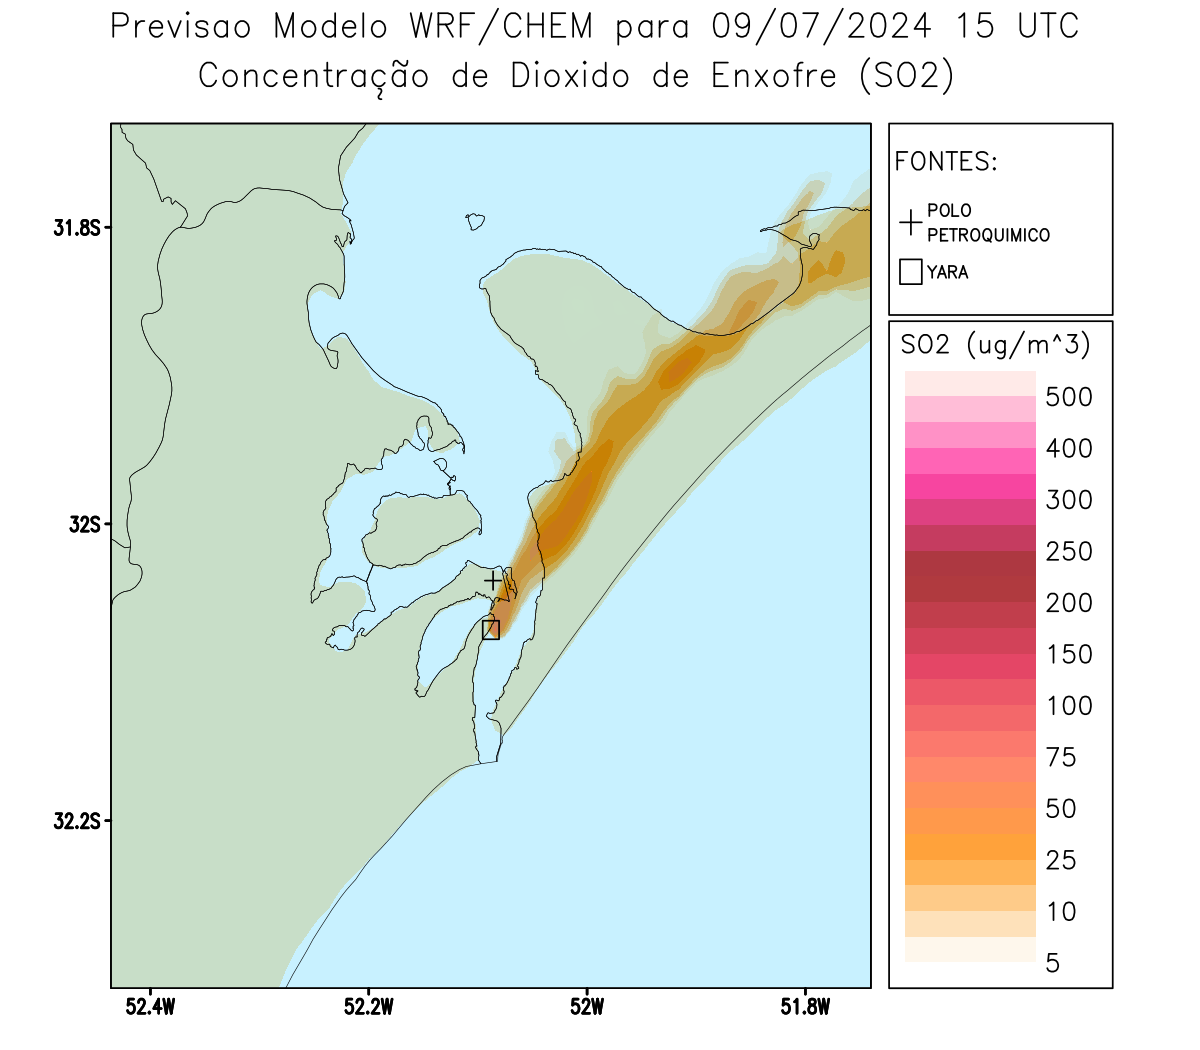 Previsao Modelo WRF/CHEM para 09/07/2024 15 UTC
Concentração de Dioxido de Enxofre (SO2)
FONTES:
POLO
PETROQUIMICO
YARA
SO2 (ug/m^3)
500
400
300
250
200
150
100
75
50
25
10
5
31.8S
32S
32.2S
52.4W
52.2W
52W
51.8W